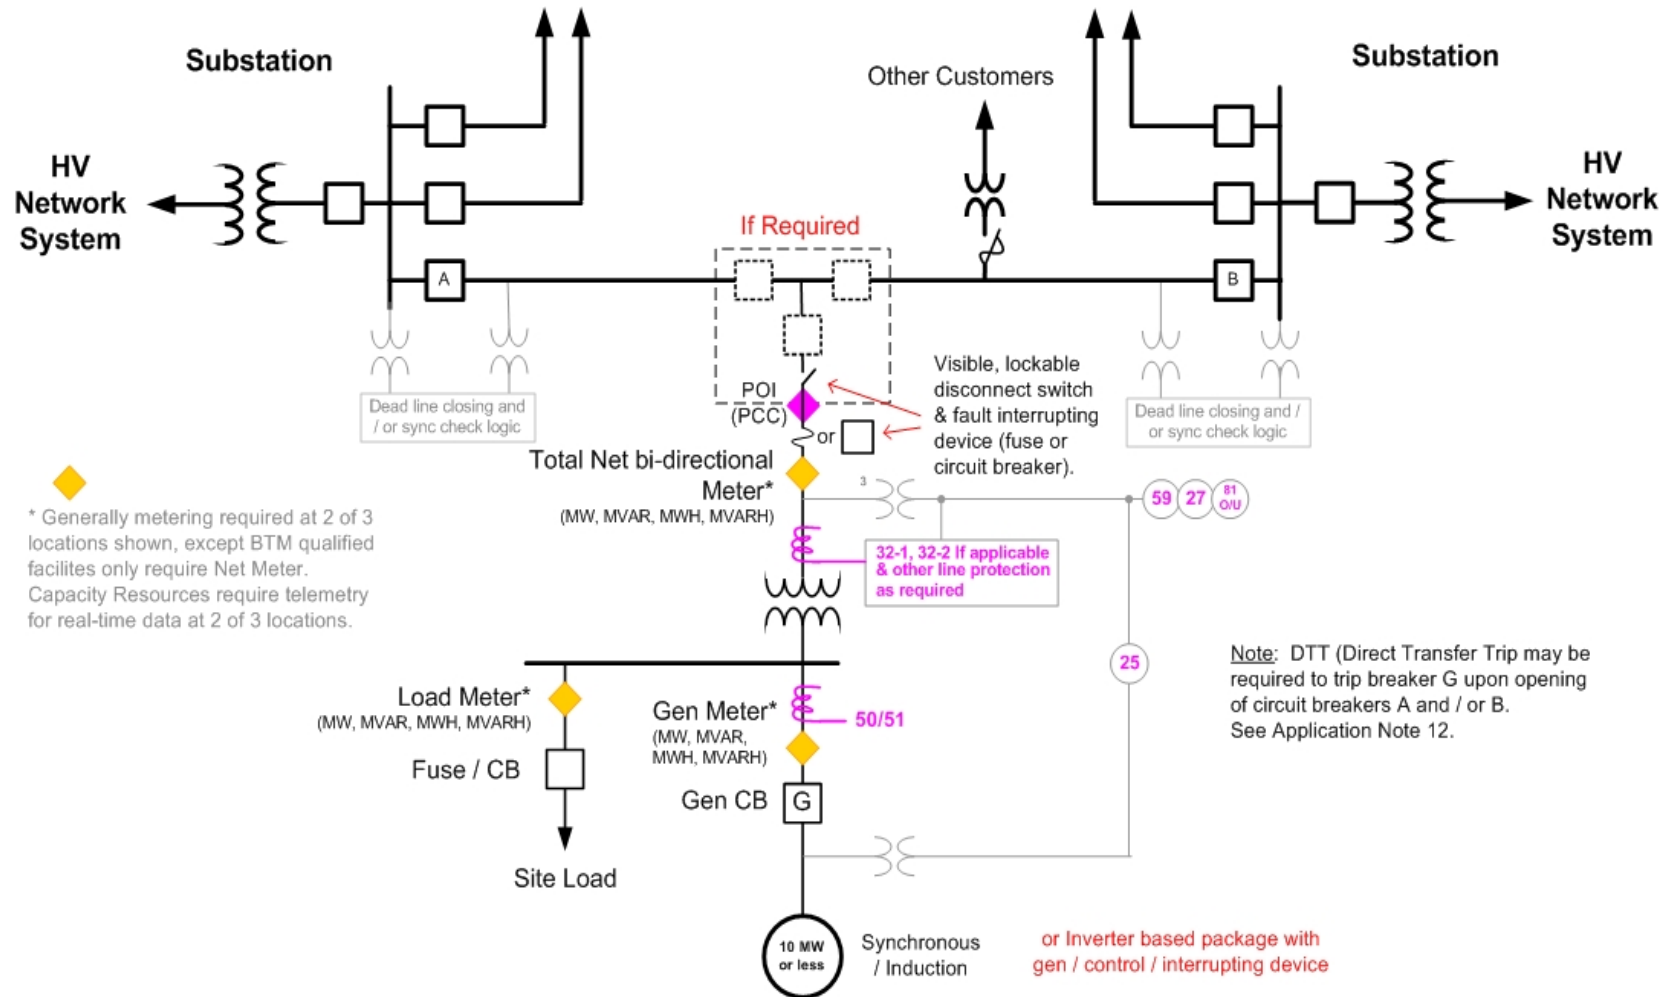 Substation
Substation
Other Customers
HV
Network
System
HV
Network
System
If Required
A
B
Visible, lockable
disconnect switch
& fault interrupting
device (fuse or
circuit breaker).
POI
(PCC)
or
Dead line closing and
/ or sync check logic
Dead line closing and /
or sync check logic
Total Net bi-directional
Meter*
(MW, MVAR, MWH, MVARH)
3
59
27
81
O/U
* Generally metering required at 2 of 3
locations shown, except BTM qualified
facilites only require Net Meter.
Capacity Resources require telemetry
for real-time data at 2 of 3 locations.
32-1, 32-2 If applicable
& other line protection
as required
25
Note:  DTT (Direct Transfer Trip may be
required to trip breaker G upon opening
of circuit breakers A and / or B.
See Application Note 12.
Load Meter*
(MW, MVAR, MWH, MVARH)
Gen Meter*
(MW, MVAR,
MWH, MVARH)
50/51
Fuse / CB
Gen CB
G
Site Load
10 MW
or less
Synchronous
/ Induction
or Inverter based package with
gen / control / interrupting device